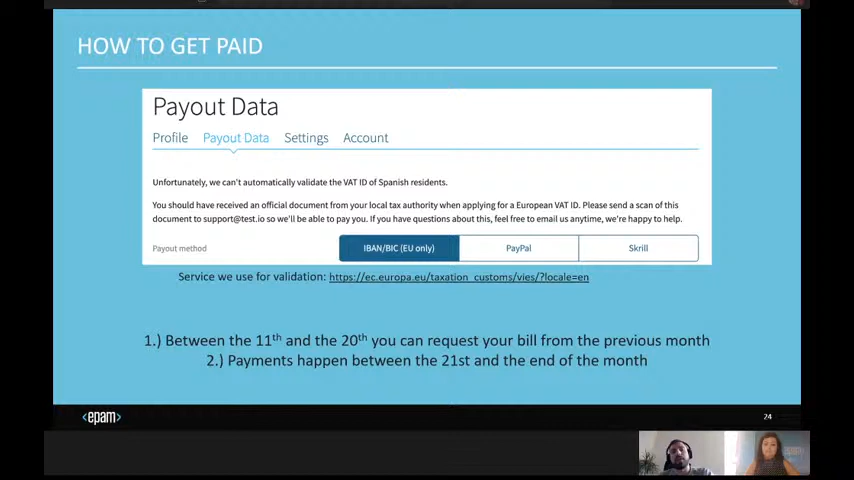 HOW TO GET PAID
Payout Data
Profile Payout Data Settings Account
Unfortunately, we can't automatically validate the VAT ID of Spanish residents.
You should have received an official document from your local tax authority when applying for a European VAT ID. Please send a scan of this
document to support@test.io so we'll be able to pay you. If you have questions about this, feel free to email us anytime, we're happy to help.
Payout method IBAN/BIC (EU only) PayPal Skrill
Service we use for validation: https://ec.europa.eu/taxation_customs/vies/?locale=en
1.) Between the 11th and the 20th you can request your bill from the previous month
2.) Payments happen between the 21st and the end of the month
<epam> 24
epam